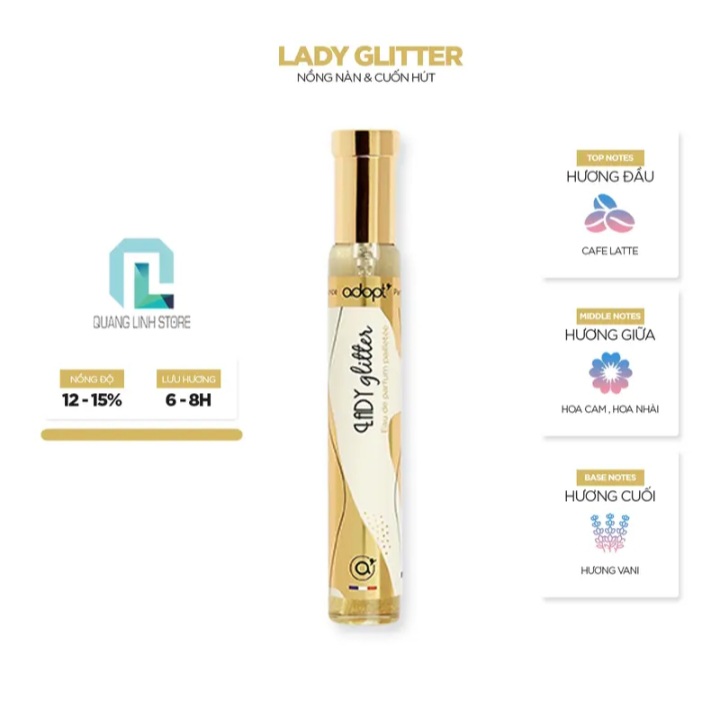 LADY GLITTER
NỒNG NÀN & CUỐN HÚT
QUANG LINH STORE
NỒNG ĐỘ
12 - 15%
LƯU HƯƠNG
6 - 8H
adopt'
LADY glitter
Eau de parfum pailletée
TOP NOTES
HƯƠNG ĐẦU
CAFE LATTE
MIDDLE NOTES
HƯƠNG GIỮA
HOA CAM , HOA NHÀI
BASE NOTES
HƯƠNG CUỐI
HƯƠNG VANI